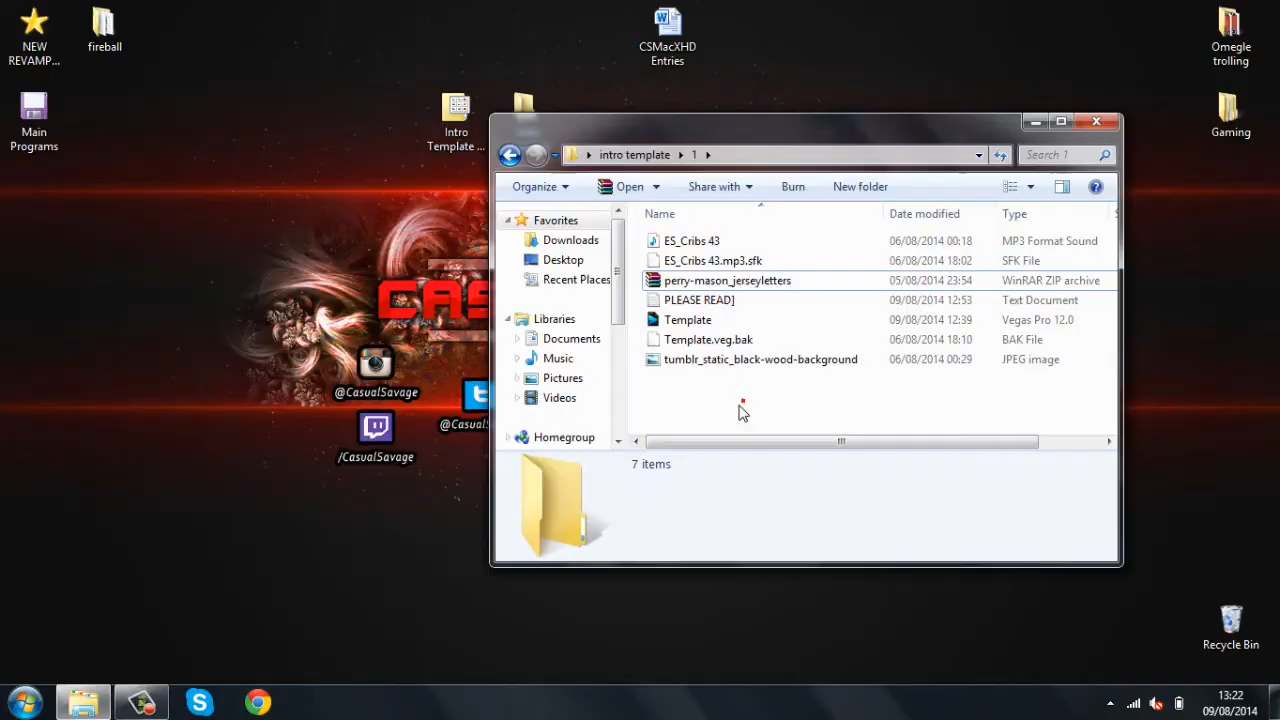 NEW
REVAMP...
fireball
CSMacXHD
Entries
Omegle
trolling
Main
Programs
Intro
Template ...
Gaming
intro template
1
Search 1
Organize
Open
Share with
Burn
New folder
Name
Date modified
Type
Favorites
Downloads
Desktop
Recent Places
Libraries
Documents
Music
Pictures
Videos
Homegroup
ES_Cribs 43 06/08/2014 00:18 MP3 Format Sound
ES_Cribs 43.mp3.sfk 06/08/2014 18:02 SFK File
perry-mason_jerseyletters 05/08/2014 23:54 WinRAR ZIP archive
PLEASE READ] 09/08/2014 12:53 Text Document
Template 09/08/2014 12:39 Vegas Pro 12.0
Template.veg.bak 06/08/2014 18:10 BAK File
tumblr_static_black-wood-background 06/08/2014 00:29 JPEG image
7 items
CAS
@CasualSavage
@CasualSa
/CasualSavage
Recycle Bin
13:22
09/08/2014